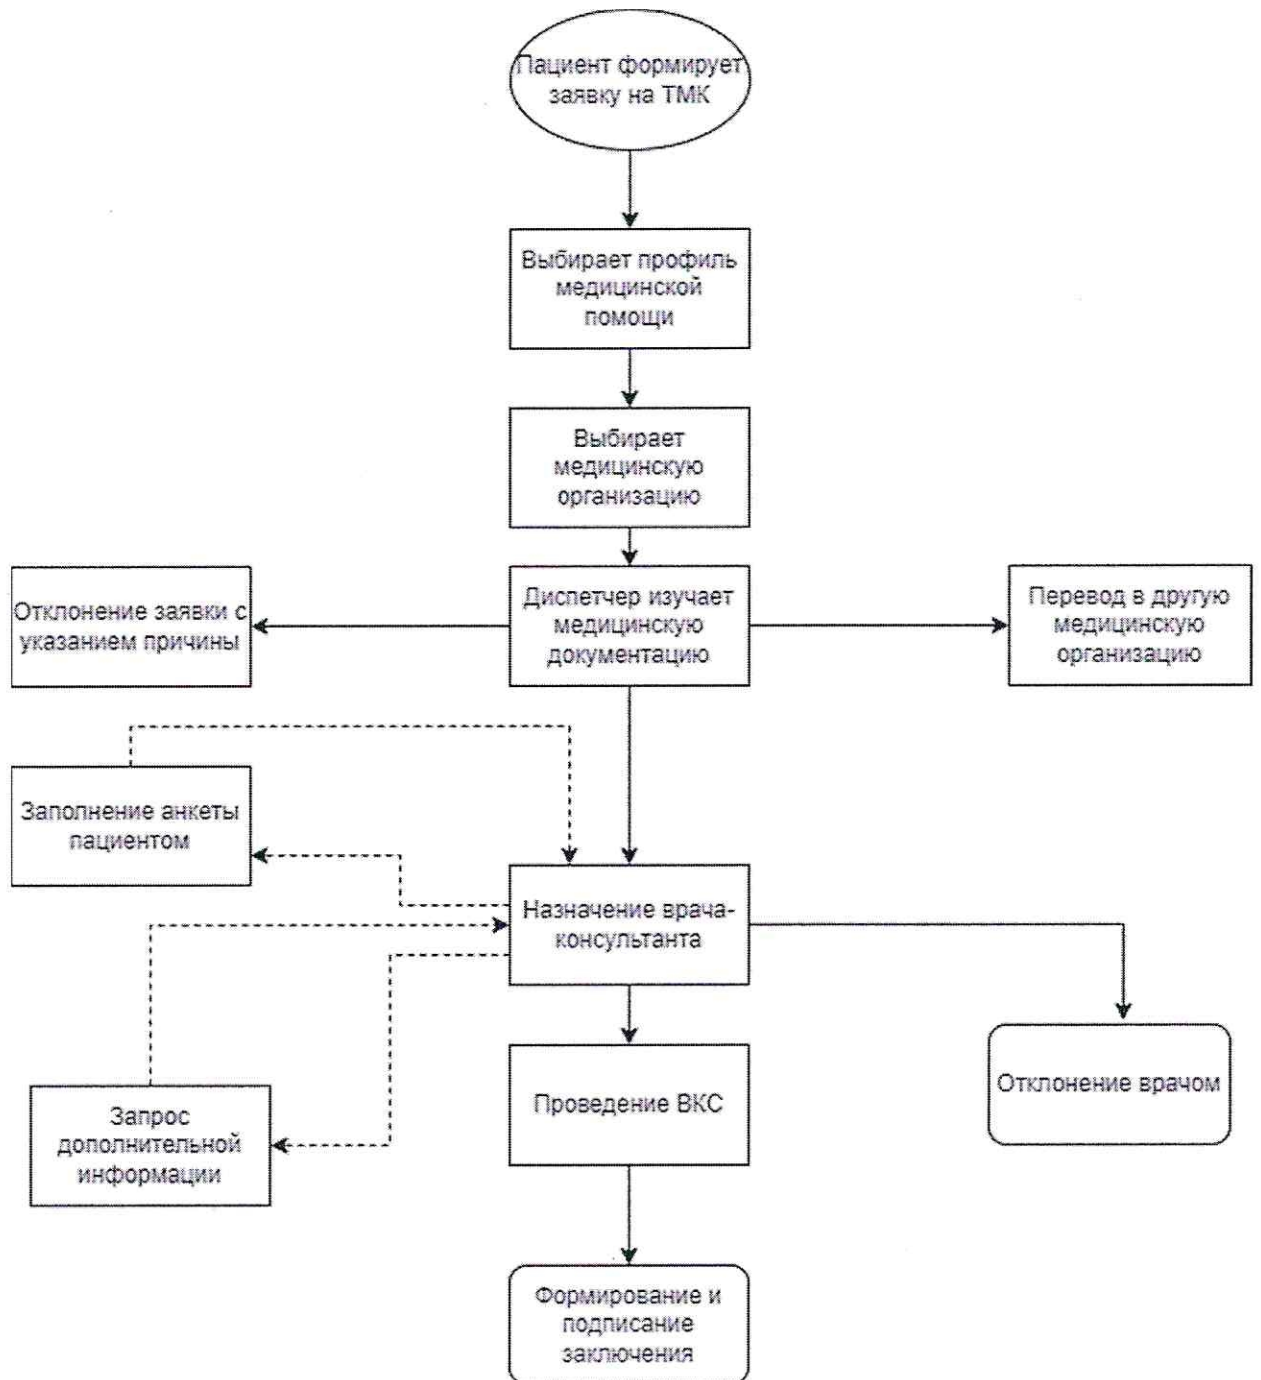 Пациент формирует
заявку на ТМК
Выбирает профиль
медицинской
помощи
Выбирает
медицинскую
организацию
Отклонение заявки с
указанием причины
Диспетчер изучает
медицинскую
документацию
Перевод в другую
медицинскую
организацию
Заполнение анкеты
пациентом
Назначение врача-
консультанта
Запрос
дополнительной
информации
Проведение ВКС
Отклонение врачом
Формирование и
подписание
заключения